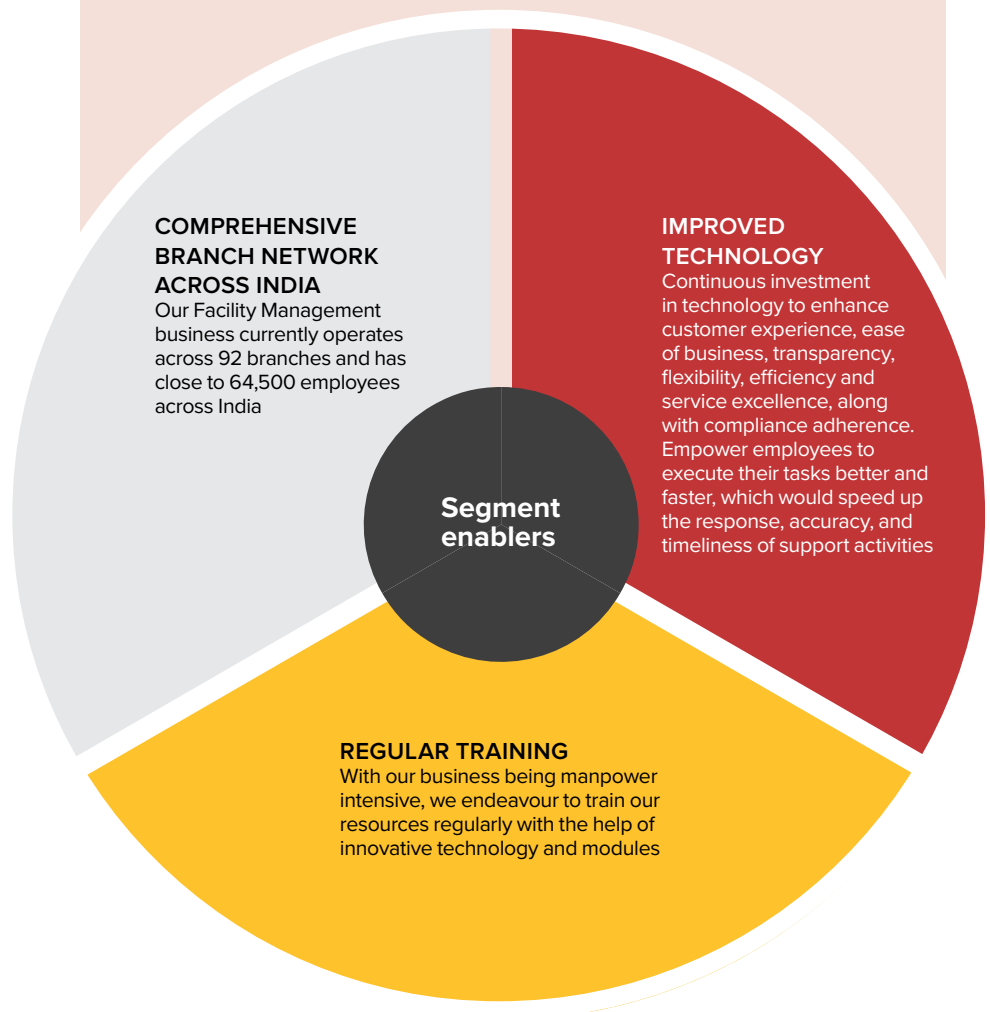 COMPREHENSIVE
BRANCH NETWORK
ACROSS INDIA
Our Facility Management
business currently operates
across 92 branches and has
close to 64,500 employees
across India
IMPROVED
TECHNOLOGY
Continuous investment
in technology to enhance
customer experience, ease
of business, transparency,
flexibility, efficiency and
service excellence, along
with compliance adherence.
Empower employees to
execute their tasks better and
faster, which would speed up
the response, accuracy, and
timeliness of support activities
Segment
enablers
REGULAR TRAINING
With our business being manpower
intensive, we endeavour to train our
resources regularly with the help of
innovative technology and modules